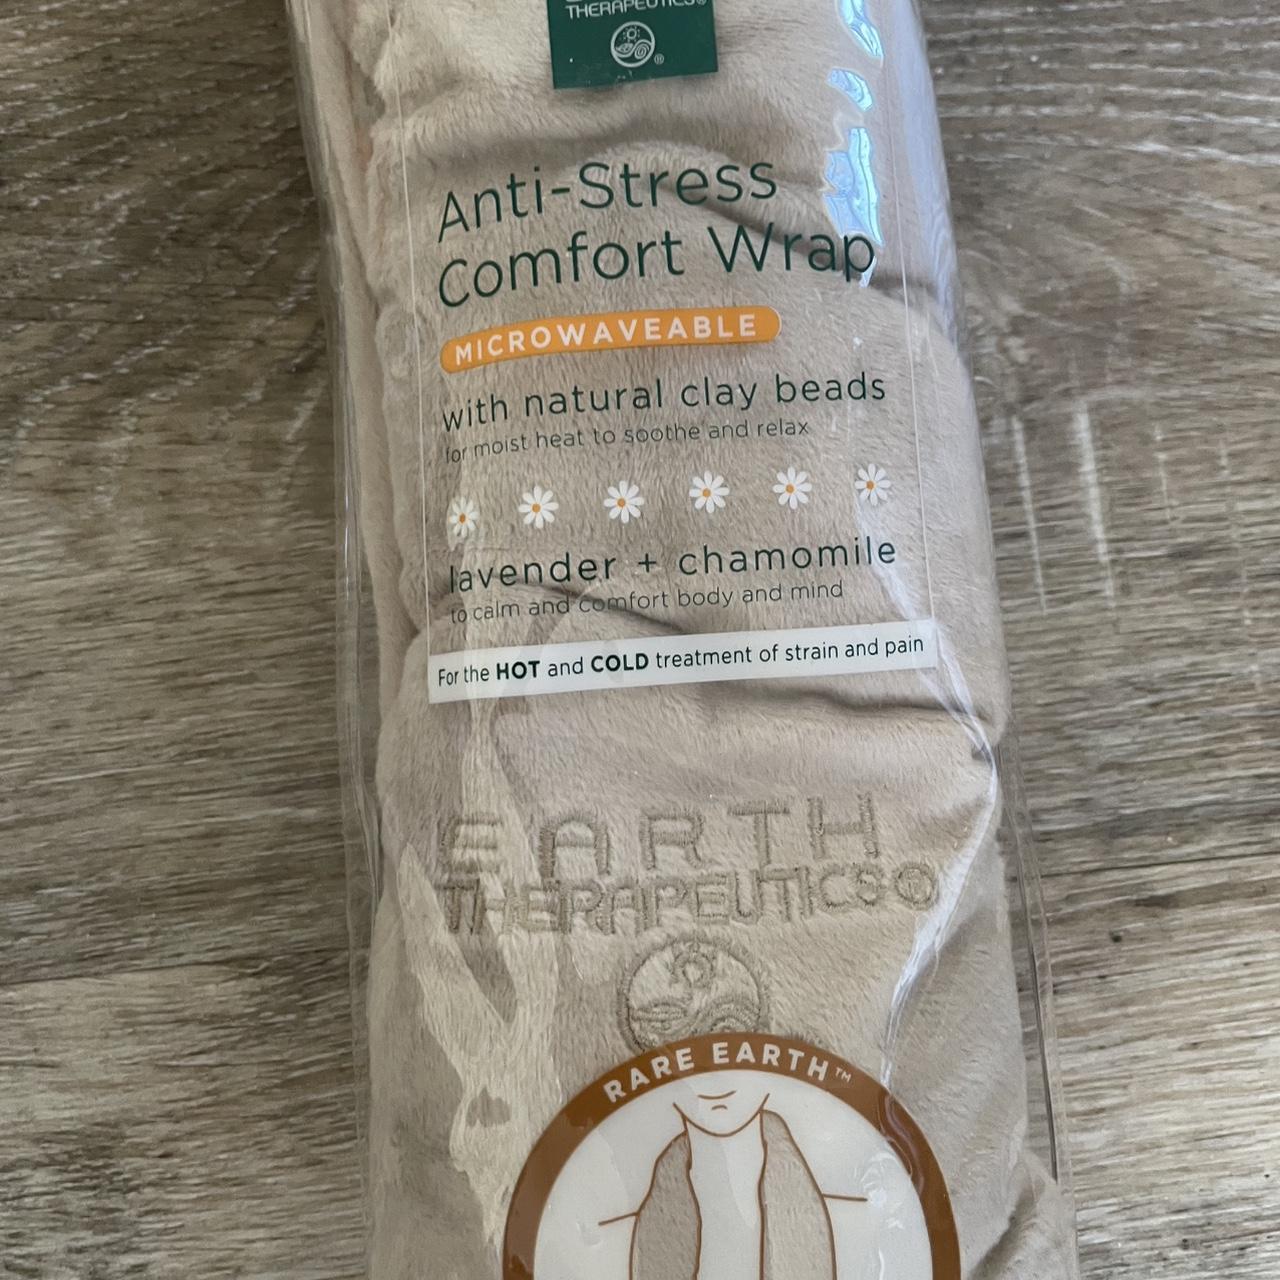 THERAPEUTICS®
®
Anti-Stress
Comfort Wrap
MICROWAVEABLE
with natural clay beads
for moist heat to soothe and relax
lavender + chamomile
to calm and comfort body and mind
For the HOT and COLD treatment of strain and pain
EARTH
THERAPEUTICS®
RARE EARTH™